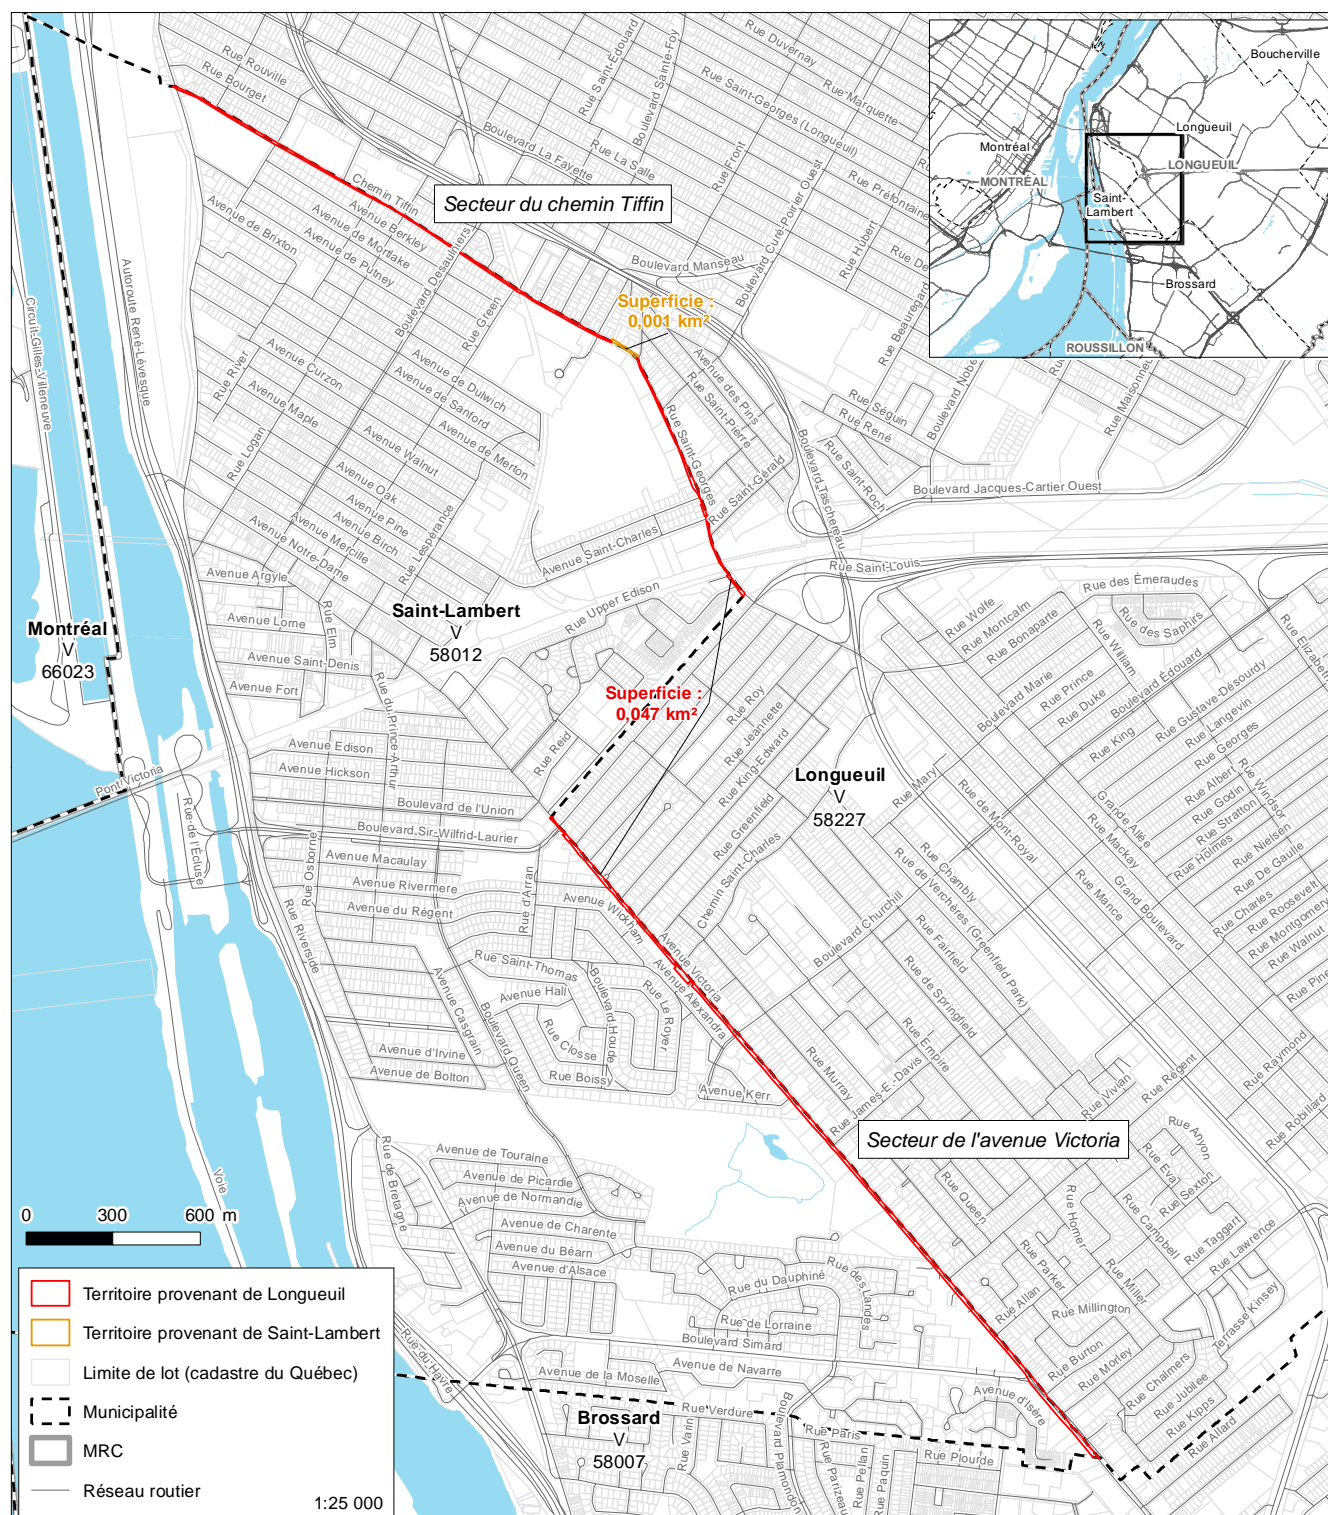 Rue Rouville
Rue Bourget
Rue Saint-Édouard
Boulevard Sainte-Foy
Rue Duvernay
Rue Marquette
Rue Saint-Georges (Longueuil)
Boulevard La Fayette
Rue La Salle
Rue Front
Boulevard Curé-Poirier Ouest
Rue Préfontaine
Rue Hubert
Rue De
Rue Beauregard
Boulevard Nobe
Rue Maisonne
Boulevard Manseau
Chemin Tiffin
Secteur du chemin Tiffin
Avenue Berkley
Avenue de Mortlake
Avenue de Putney
Avenue de Brixton
Boulevard Desaulniers
Rue Green
Superficie :
0,001 km²
Boucherville
Longueuil
Montréal
LONGUEUIL
MONTRÉAL
Saint-
Lambert
Brossard
ROUSSILLON
Circuit-Gilles-Villeneuve
Autoroute René-Lévesque
Rue River
Avenue Curzon
Avenue Maple
Rue Logan
Avenue Walnut
Avenue de Dulwich
Avenue de Sanford
Avenue de Merton
Avenue Oak
Avenue Pine
Avenue Birch
Avenue Mercille
Avenue Notre-Dame
Rue Lespérance
Avenue des Pins
Rue Saint-Pierre
Rue Saint-Georges
Rue Saint-Gérald
Avenue Saint-Charles
Rue Séguin
Rue René
Rue Saint-Roch
Boulevard Taschereau
Boulevard Jacques-Cartier Ouest
Rue Saint-Louis
Avenue Argyle
Avenue Lorne
Rue Elm
Avenue Saint-Denis
Avenue Fort
Rue du Prince-Arthur
Saint-Lambert
V
58012
Montréal
V
66023
Rue Upper Edison
Rue Reid
Superficie :
0,047 km²
Rue Roy
Rue Jeannette
Rue King-Edward
Rue Greenfield
Chemin Saint-Charles
Longueuil
V
58227
Rue Wolfe
Rue Montcalm
Rue Bonaparte
Rue des Émeraudes
Rue des Saphirs
Rue William
Boulevard Édouard
Rue Elizabeth
Boulevard Marie
Rue Prince
Rue Duke
Rue King
Rue Gustave-Désourdy
Rue Langevin
Rue Georges
Rue Albert
Rue Godin
Rue Stratton
Rue Windsor
Rue Holmes
Rue Nielsen
Rue De Gaulle
Rue Charles
Rue Roosevelt
Rue Montgomery
Rue Walnut
Rue Pine
Grande Allée
Rue Mackay
Grand Boulevard
Rue Mance
Rue Mary
Rue de Mont-Royal
Rue Raymond
Rue Robillard
Pont Victoria
Rue de l'Écluse
Avenue Edison
Avenue Hickson
Boulevard de l'Union
Boulevard Sir-Wilfrid-Laurier
Avenue Macaulay
Avenue Rivermere
Avenue du Régent
Rue Osborne
Rue Riverside
Rue d'Arran
Avenue Wickham
Avenue Victoria
Avenue Alexandra
Rue Saint-Thomas
Avenue Hall
Rue Closse
Rue Boissy
Boulevard Houde
Rue Le Royer
Avenue Casgrain
Boulevard Queen
Avenue d'Irvine
Avenue de Bolton
Avenue Kerr
Boulevard Churchill
Rue Chambly
Rue de Verchères (Greenfield Park)
Rue Fairfield
Rue de Springfield
Rue Empire
Rue Murray
Rue James-E.-Davis
Rue Vivian
Rue Régent
Secteur de l'avenue Victoria
Rue Anyon
Rue Eva
Rue Sexton
Rue Campbell
Rue Taggart
Rue Lawrence
Rue Queen
Rue Homer
Rue Parker
Rue Allan
Rue Miller
Rue Millington
Terrasse Kinsey
Rue Burton
Rue Morley
Rue Chalmers
Rue Jubilee
Rue Kipps
Rue Allard
Voie
Rue de Bretagne
Avenue de Touraine
Avenue de Picardie
Avenue de Normandie
Avenue de Charente
Avenue du Béarn
Avenue d'Alsace
Rue du Dauphiné
Rue des Landes
Rue de Lorraine
Boulevard Simard
Avenue de Navarre
Avenue de la Moselle
Avenue d'Isère
Rue du Havre
Brossard
V
58007
Rue Verdure
Rue Varin
Boulevard Plamondon
Rue Paris
Rue Parizeau
Rue Pellan
Rue Paquin
Rue Plourde
0 300 600 m
Territoire provenant de Longueuil
Territoire provenant de Saint-Lambert
Limite de lot (cadastre du Québec)
Municipalité
MRC
Réseau routier
1:25 000